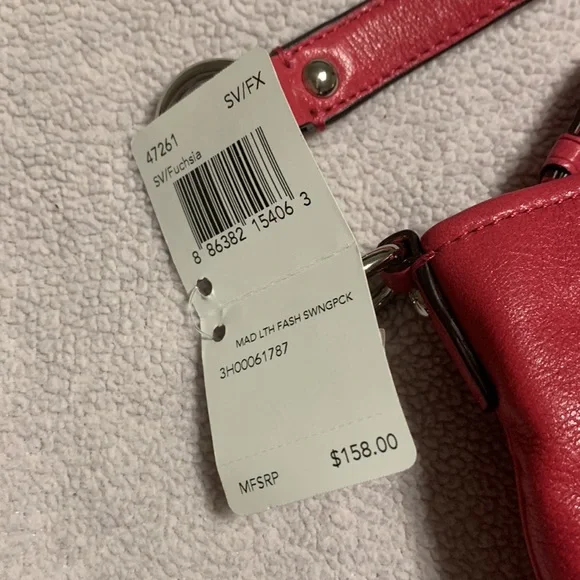 SV/FX
47261
SV/Fuchsia
8 86382 15406 3
MAD LTH FASH SWNGPCK
3H00061787
MFSRP $158.00